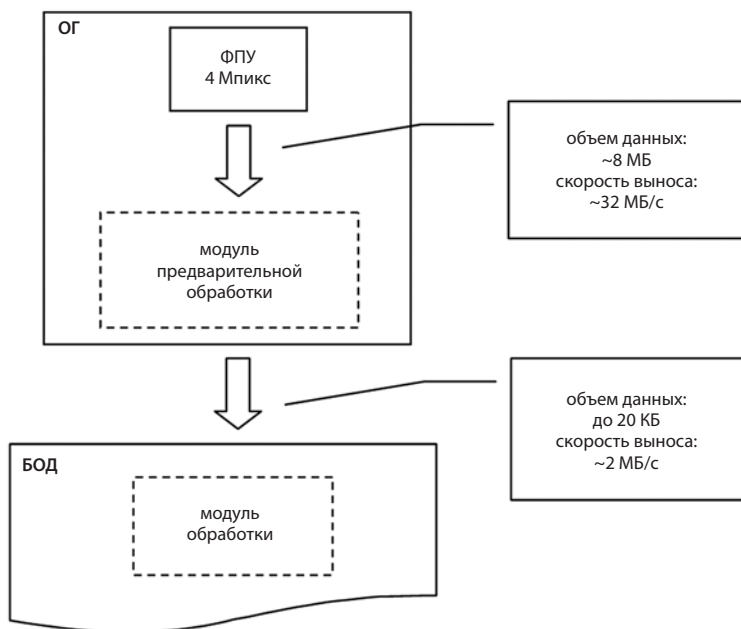 ОГ
ФПУ
4 Мпикс
объем данных:
~8 МБ
скорость выноса:
~32 МБ/с
модуль
предварительной
обработки
объем данных:
до 20 КБ
скорость выноса:
~2 МБ/с
БОД
модуль
обработки